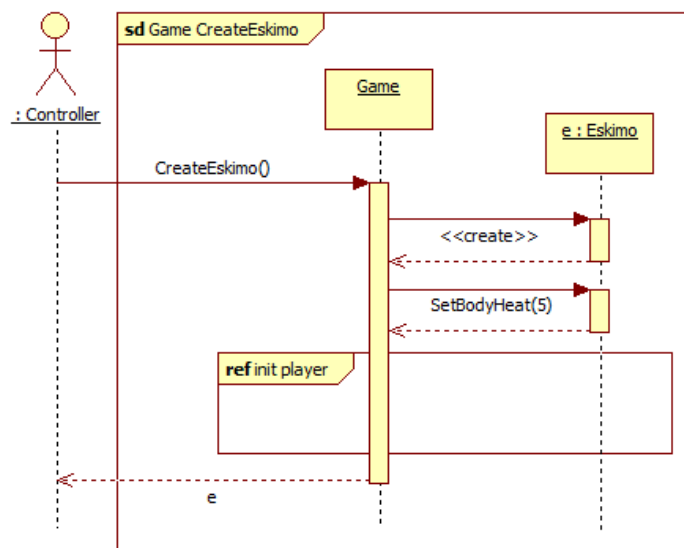 sd Game CreateEskimo
Game
: Controller
e : Eskimo
CreateEskimo()
<<create>>
SetBodyHeat(5)
ref init player
e